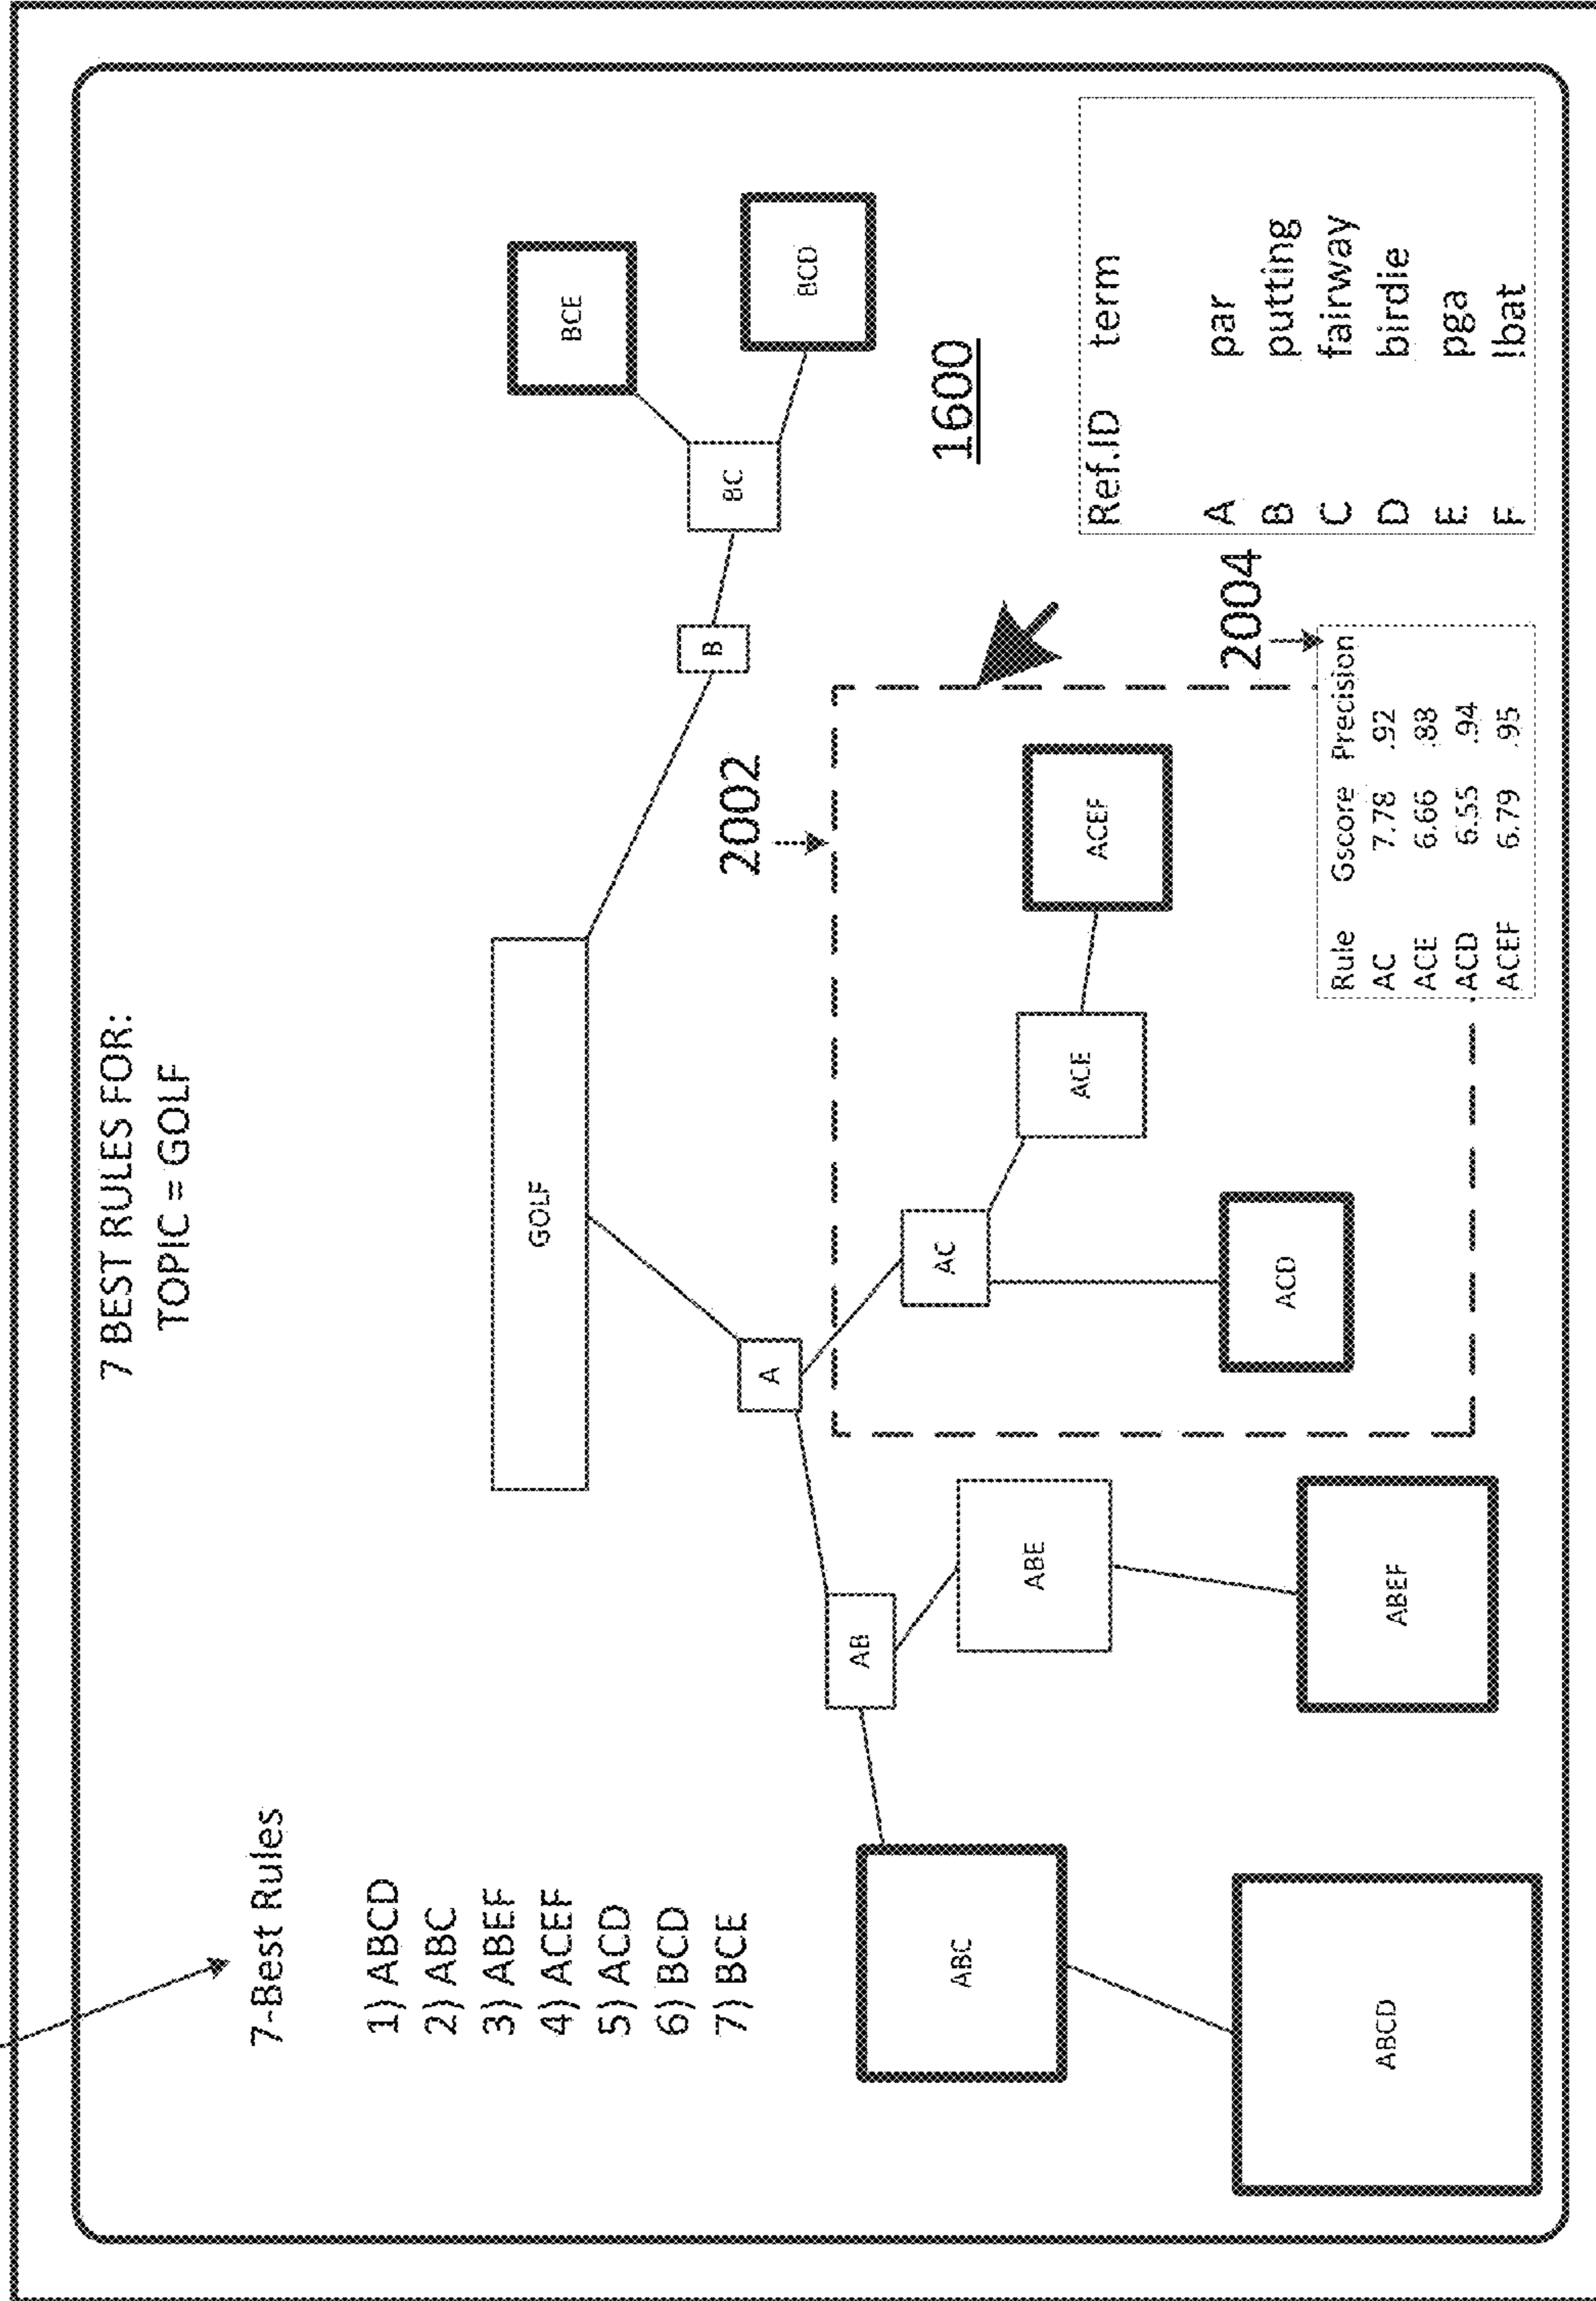 7 BEST RULES FOR:
TOPIC = GOLF
7-Best Rules
1) ABCD
2) ABC
3) ABEF
4) ACEF
5) ACD
6) BCD
7) BCE
GOLF
A
B
AB
AC
BC
BCE
BCD
ABC
ABE
ACE
ACEF
ABCD
ABEF
ACD
2002
1600
2004
Rule Gscore Precision
AC 7.78 .92
ACE 6.66 .88
ACD 6.55 .94
ACEF 6.79 .95
Ref.ID term
A par
B putting
C fairway
D birdie
E pga
F !bat